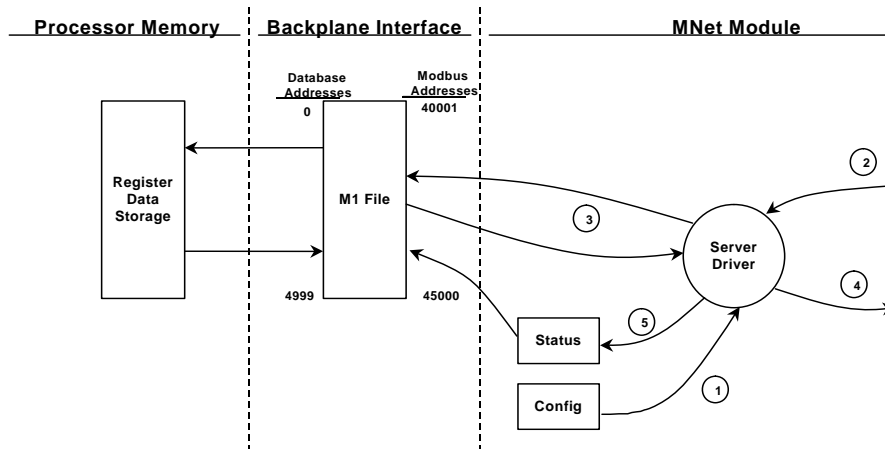 Processor Memory
Backplane Interface
MNet Module
Database
Addresses
0
Modbus
Addresses
40001
Register
Data
Storage
M1 File
2
3
Server
Driver
4
4999
45000
5
Status
1
Config